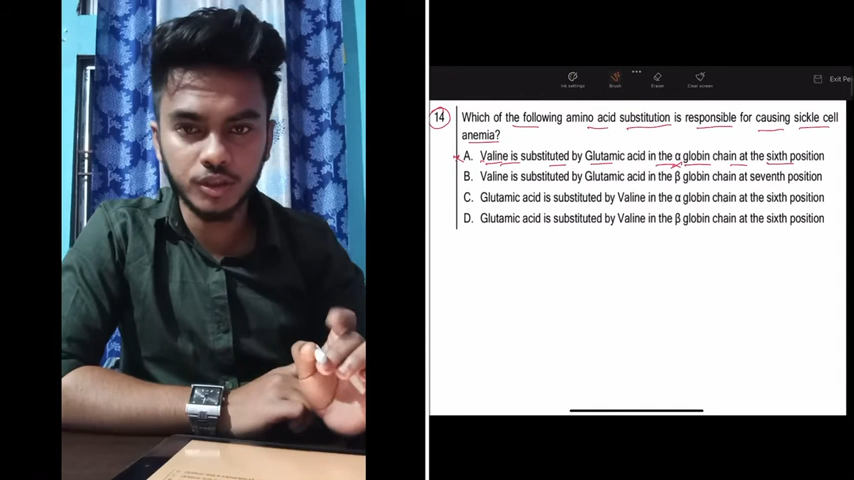 Ink settings
Brush
Eraser
Clear screen
Exit Pe
14 Which of the following amino acid substitution is responsible for causing sickle cell
anemia?
A. Valine is substituted by Glutamic acid in the α globin chain at the sixth position
B. Valine is substituted by Glutamic acid in the β globin chain at seventh position
C. Glutamic acid is substituted by Valine in the α globin chain at the sixth position
D. Glutamic acid is substituted by Valine in the β globin chain at the sixth position